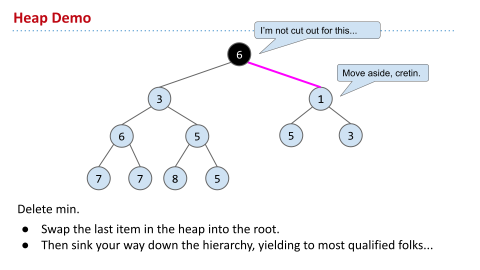 Heap Demo
I'm not cut out for this...
6
Move aside, cretin.
3
1
6
5
5
3
7
7
8
5
Delete min.
● Swap the last item in the heap into the root.
● Then sink your way down the hierarchy, yielding to most qualified folks...